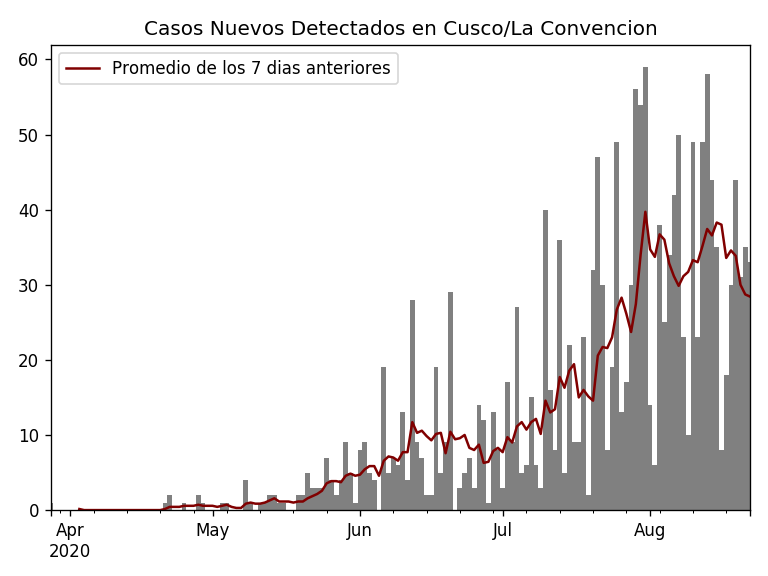 Casos Nuevos Detectados en Cusco/La Convencion
Promedio de los 7 dias anteriores
60
50
40
30
20
10
0
Apr May Jun Jul Aug
2020